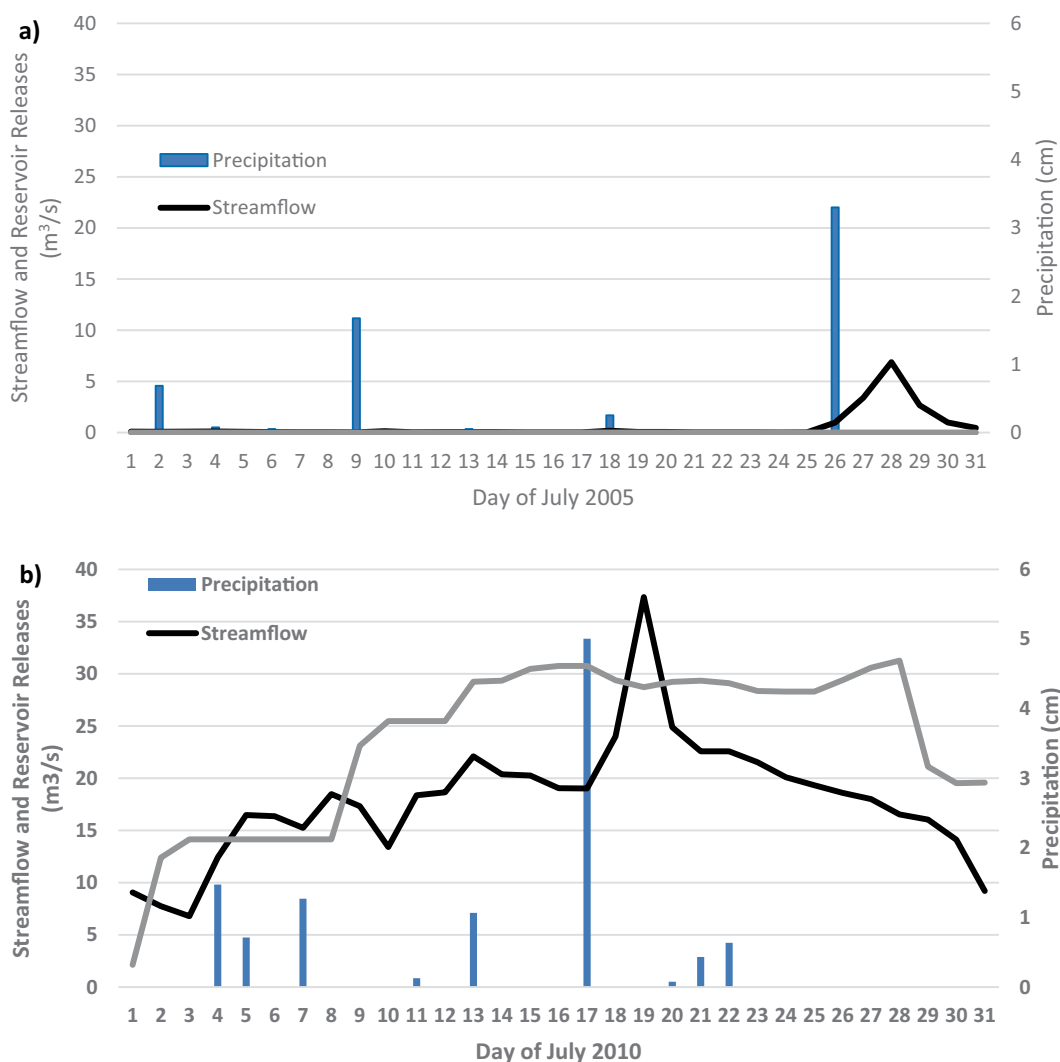 a)
40
35
30
25
20
15
10
5
0
Streamflow and Reservoir Releases
(m³/s)
Precipitation
Streamflow
6
5
4
3
2
1
0
Precipitation (cm)
1 2 3 4 5 6 7 8 9 10 11 12 13 14 15 16 17 18 19 20 21 22 23 24 25 26 27 28 29 30 31
Day of July 2005
b)
40
35
30
25
20
15
10
5
0
Streamflow and Reservoir Releases
(m3/s)
Precipitation
Streamflow
6
5
4
3
2
1
0
Precipitation (cm)
1 2 3 4 5 6 7 8 9 10 11 12 13 14 15 16 17 18 19 20 21 22 23 24 25 26 27 28 29 30 31
Day of July 2010